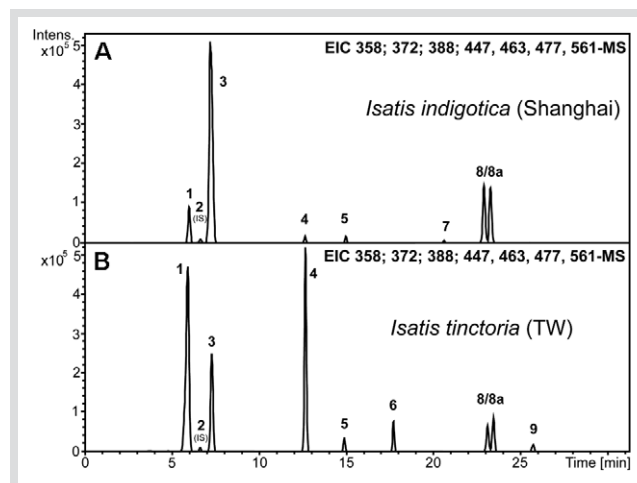 Intens.
x10⁵
A
EIC 358; 372; 388; 447, 463, 477, 561-MS
5
4
3
2
1
0
Isatis indigotica (Shanghai)
1
2
(IS)
3
4
5
7
8/8a
x10⁵
B
EIC 358; 372; 388; 447, 463, 477, 561-MS
5
4
3
2
1
0
Isatis tinctoria (TW)
1
2
(IS)
3
4
5
6
8/8a
9
0 5 10 15 20 25 Time [min]